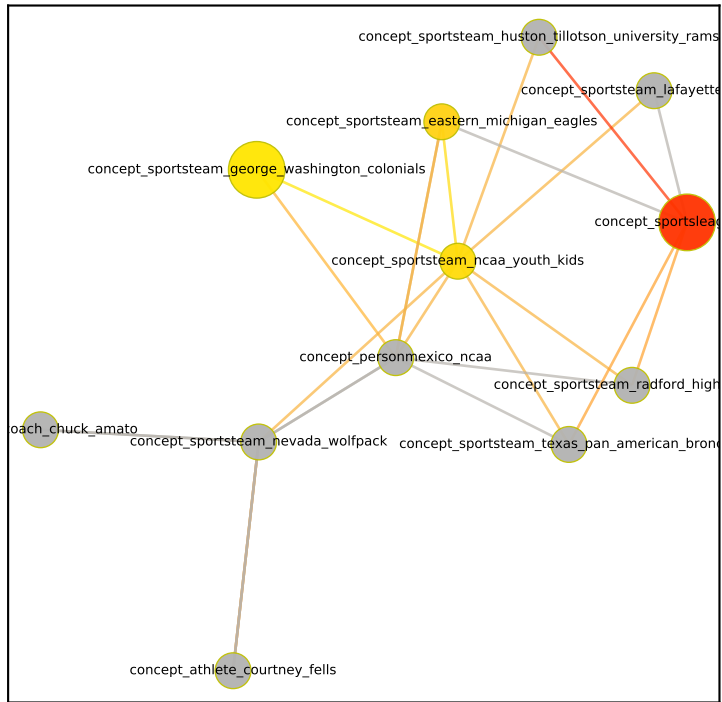 concept_sportsteam_huston_tillotson_university_rams
concept_sportsteam_lafayette
concept_sportsteam_eastern_michigan_eagles
concept_sportsteam_george_washington_colonials
concept_sportsleag
concept_sportsteam_ncaa_youth_kids
concept_personmexico_ncaa
concept_sportsteam_radford_high
oach_chuck_amato
concept_sportsteam_nevada_wolfpack
concept_sportsteam_texas_pan_american_bronc
concept_athlete_courtney_fells